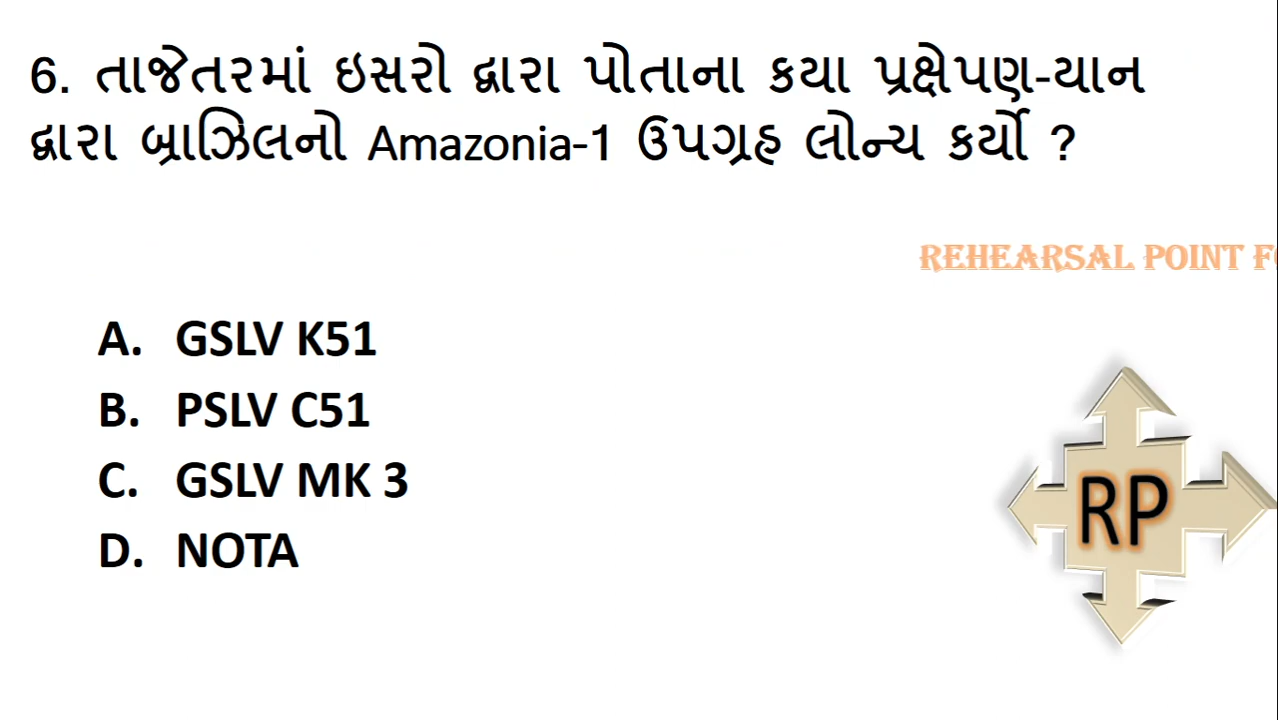 6. તાજેતરમાં ઇસરો દ્વારા પોતાના કયા પ્રક્ષેપણ-યાન
દ્વારા બ્રાઝિલનો Amazonia-1 ઉપગ્રહ લોન્ચ કર્યો ?
REHEARSAL POINT
A. GSLV K51
B. PSLV C51
C. GSLV MK 3
D. NOTA
RP